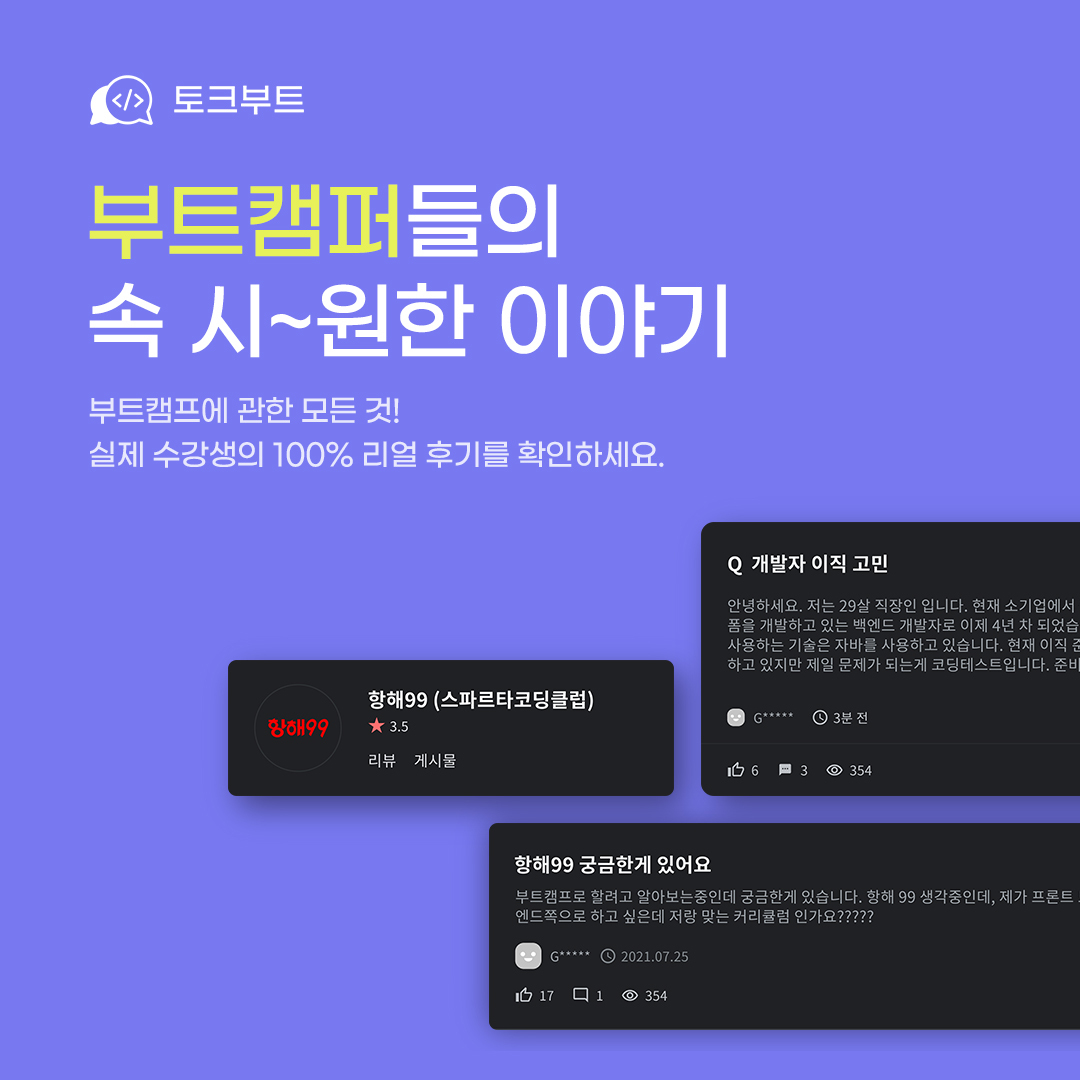 토크부트
부트캠퍼들의
속 시~원한 이야기
부트캠프에 관한 모든 것!
실제 수강생의 100% 리얼 후기를 확인하세요.
Q 개발자 이직 고민
안녕하세요. 저는 29살 직장인 입니다. 현재 소기업에서
폼을 개발하고 있는 백엔드 개발자로 이제 4년 차 되었습
사용하는 기술은 자바를 사용하고 있습니다. 현재 이직 준
하고 있지만 제일 문제가 되는게 코딩테스트입니다. 준비
G***** 3분 전
6 3 354
항해99
항해99 (스파르타코딩클럽)
3.5
리뷰 게시물
항해99 궁금한게 있어요
부트캠프로 할려고 알아보는중인데 궁금한게 있습니다. 항해 99 생각중인데, 제가 프론트
엔드쪽으로 하고 싶은데 저랑 맞는 커리큘럼 인가요?????
G***** 2021.07.25
17 1 354